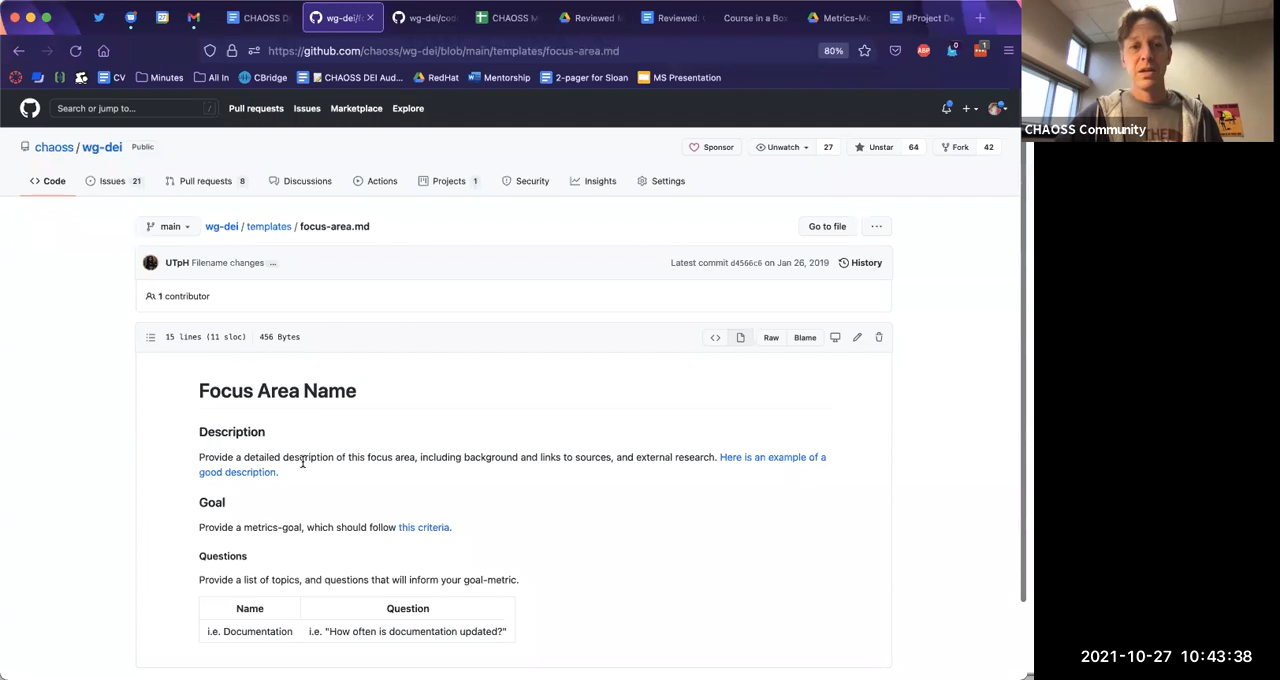 CHAOSS D
wg-dei/f
wg-dei/cod
CHAOSS M
Reviewed
Reviewed:
Course in a Bo
Metrics-Mo
#Project De
https://github.com/chaoss/wg-dei/blob/main/templates/focus-area.md
80%
ABP
0
1
CV
Minutes
All In
CBridge
CHAOSS DEI Aud...
RedHat
Mentorship
2-pager for Sloan
MS Presentation
Search or jump to...
/
Pull requests
Issues
Marketplace
Explore
CHAOSS Community
chaoss / wg-dei
Public
Sponsor
Unwatch
27
Unstar
64
Fork
42
Code
Issues 21
Pull requests 8
Discussions
Actions
Projects 1
Security
Insights
Settings
main
wg-dei / templates / focus-area.md
Go to file
...
UTpH Filename changes ...
Latest commit d4566c6 on Jan 26, 2019
History
1 contributor
15 lines (11 sloc)
456 Bytes
<>
Raw
Blame
Focus Area Name
Description
Provide a detailed description of this focus area, including background and links to sources, and external research. Here is an example of a
good description.
Goal
Provide a metrics-goal, which should follow this criteria.
Questions
Provide a list of topics, and questions that will inform your goal-metric.
Name
Question
i.e. Documentation
i.e. "How often is documentation updated?"
2021-10-27 10:43:38